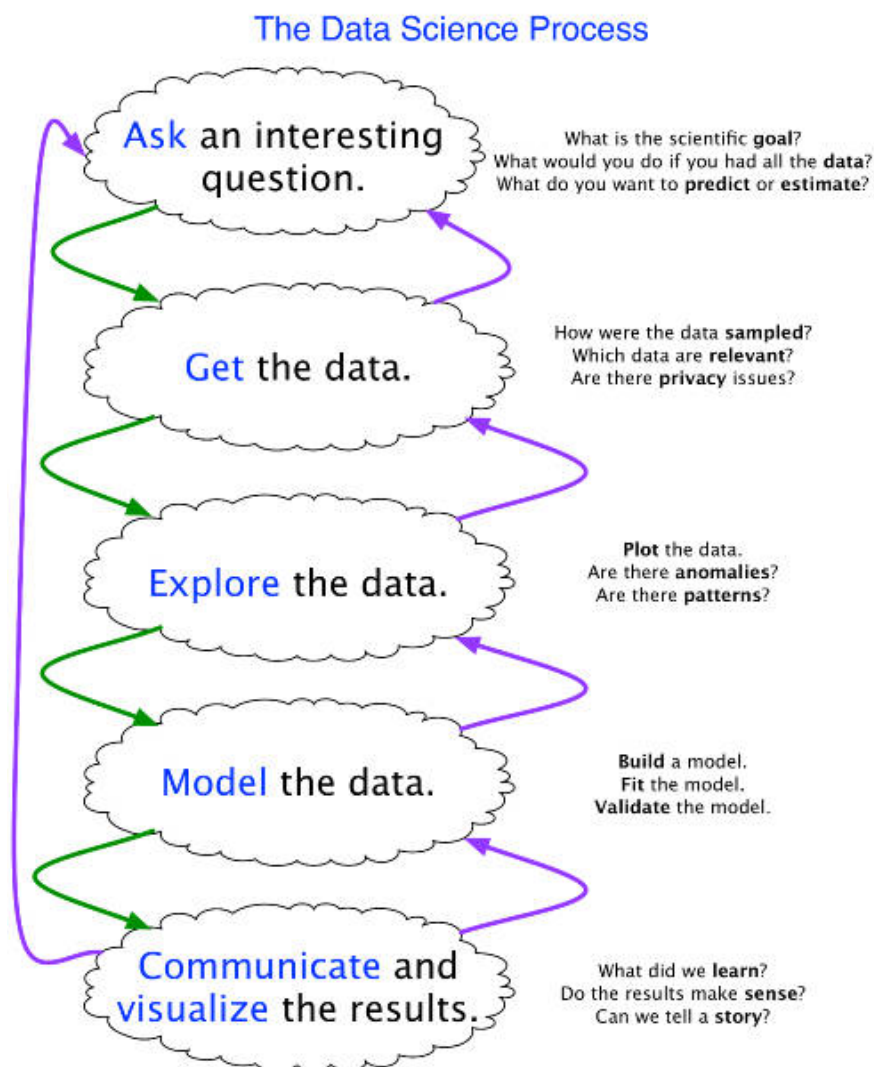 The Data Science Process
Ask an interesting
question.
What is the scientific goal?
What would you do if you had all the data?
What do you want to predict or estimate?
Get the data.
How were the data sampled?
Which data are relevant?
Are there privacy issues?
Explore the data.
Plot the data.
Are there anomalies?
Are there patterns?
Model the data.
Build a model.
Fit the model.
Validate the model.
Communicate and
visualize the results.
What did we learn?
Do the results make sense?
Can we tell a story?